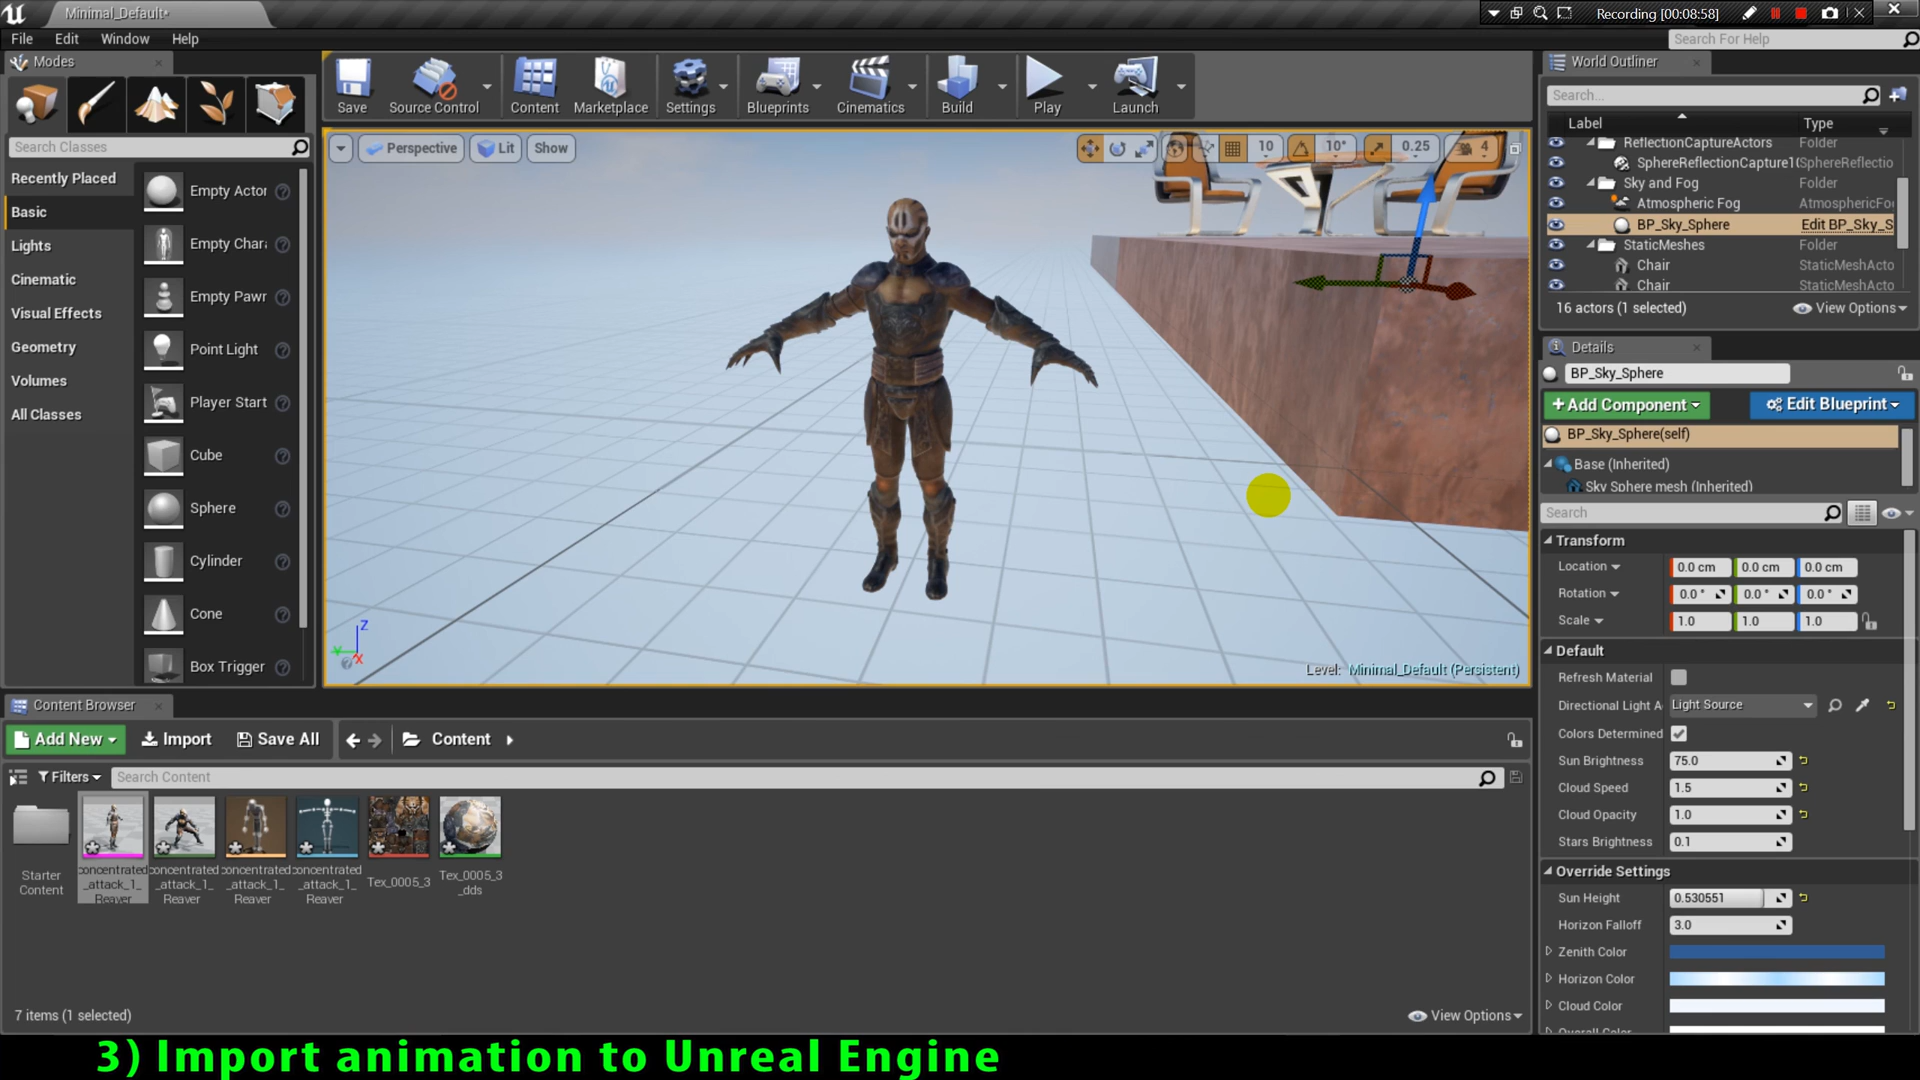 Minimal_Default*
Recording [00:08:58]
File Edit Window Help
Search For Help
Modes
Search Classes
Recently Placed
Basic
Lights
Cinematic
Visual Effects
Geometry
Volumes
All Classes
Empty Actor
Empty Chara
Empty Pawn
Point Light
Player Start
Cube
Sphere
Cylinder
Cone
Box Trigger
Save
Source Control
Content
Marketplace
Settings
Blueprints
Cinematics
Build
Play
Launch
Perspective Lit Show
10 10° 0.25 4
Z
Y X
Level: Minimal_Default (Persistent)
World Outliner
Search...
Label Type
ReflectionCaptureActors Folder
SphereReflectionCapture1 SphereReflectio
Sky and Fog Folder
Atmospheric Fog AtmosphericFo
BP_Sky_Sphere Edit BP_Sky_S
StaticMeshes Folder
Chair StaticMeshActo
Chair StaticMeshActo
16 actors (1 selected) View Options
Details
BP_Sky_Sphere
+Add Component Edit Blueprint
BP_Sky_Sphere(self)
Base (Inherited)
Sky Sphere mesh (Inherited)
Search
Transform
Location 0.0 cm 0.0 cm 0.0 cm
Rotation 0.0 ° 0.0 ° 0.0 °
Scale 1.0 1.0 1.0
Default
Refresh Material
Directional Light A Light Source
Colors Determined
Sun Brightness 75.0
Cloud Speed 1.5
Cloud Opacity 1.0
Stars Brightness 0.1
Override Settings
Sun Height 0.530551
Horizon Falloff 3.0
Zenith Color
Horizon Color
Cloud Color
Overall Color
Content Browser
Add New Import Save All Content
Filters Search Content
Starter Content
concentrated_attack_1_Reaver
concentrated_attack_1_Reaver
concentrated_attack_1_Reaver
concentrated_attack_1_Reaver
Tex_0005_3
Tex_0005_3_dds
7 items (1 selected)
View Options
3) Import animation to Unreal Engine